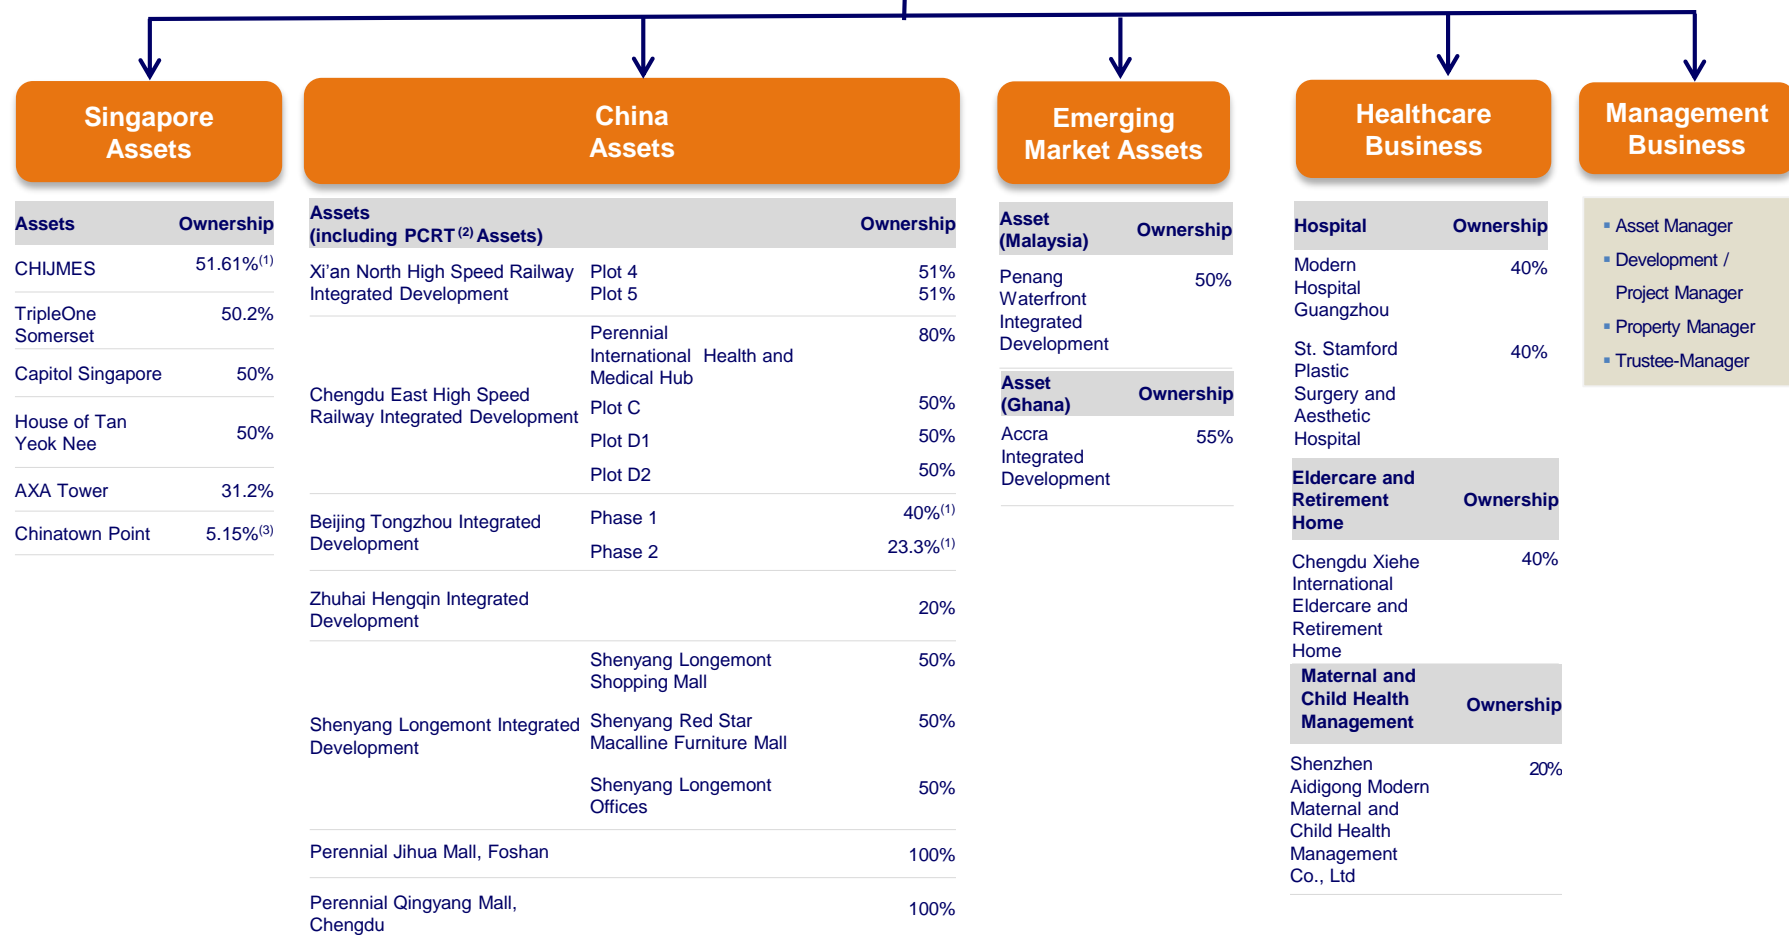 Singapore
Assets
Assets Ownership
CHIJMES 51.61%(1)
TripleOne
Somerset 50.2%
Capitol Singapore 50%
House of Tan
Yeok Nee 50%
AXA Tower 31.2%
Chinatown Point 5.15%(3)
China
Assets
Assets
(including PCRT (2) Assets) Ownership
Xi’an North High Speed Railway
Integrated Development
Plot 4 51%
Plot 5 51%
Chengdu East High Speed
Railway Integrated Development
Perennial
International Health and
Medical Hub 80%
Plot C 50%
Plot D1 50%
Plot D2 50%
Beijing Tongzhou Integrated
Development
Phase 1 40%(1)
Phase 2 23.3%(1)
Zhuhai Hengqin Integrated
Development 20%
Shenyang Longemont Integrated
Development
Shenyang Longemont
Shopping Mall 50%
Shenyang Red Star
Macalline Furniture Mall 50%
Shenyang Longemont
Offices 50%
Perennial Jihua Mall, Foshan 100%
Perennial Qingyang Mall,
Chengdu 100%
Emerging
Market Assets
Asset
(Malaysia) Ownership
Penang
Waterfront
Integrated
Development 50%
Asset
(Ghana) Ownership
Accra
Integrated
Development 55%
Healthcare
Business
Hospital Ownership
Modern
Hospital
Guangzhou 40%
St. Stamford
Plastic
Surgery and
Aesthetic
Hospital 40%
Eldercare and
Retirement
Home Ownership
Chengdu Xiehe
International
Eldercare and
Retirement
Home 40%
Maternal and
Child Health
Management Ownership
Shenzhen
Aidigong Modern
Maternal and
Child Health
Management
Co., Ltd 20%
Management
Business
▪ Asset Manager
▪ Development /
Project Manager
▪ Property Manager
▪ Trustee-Manager